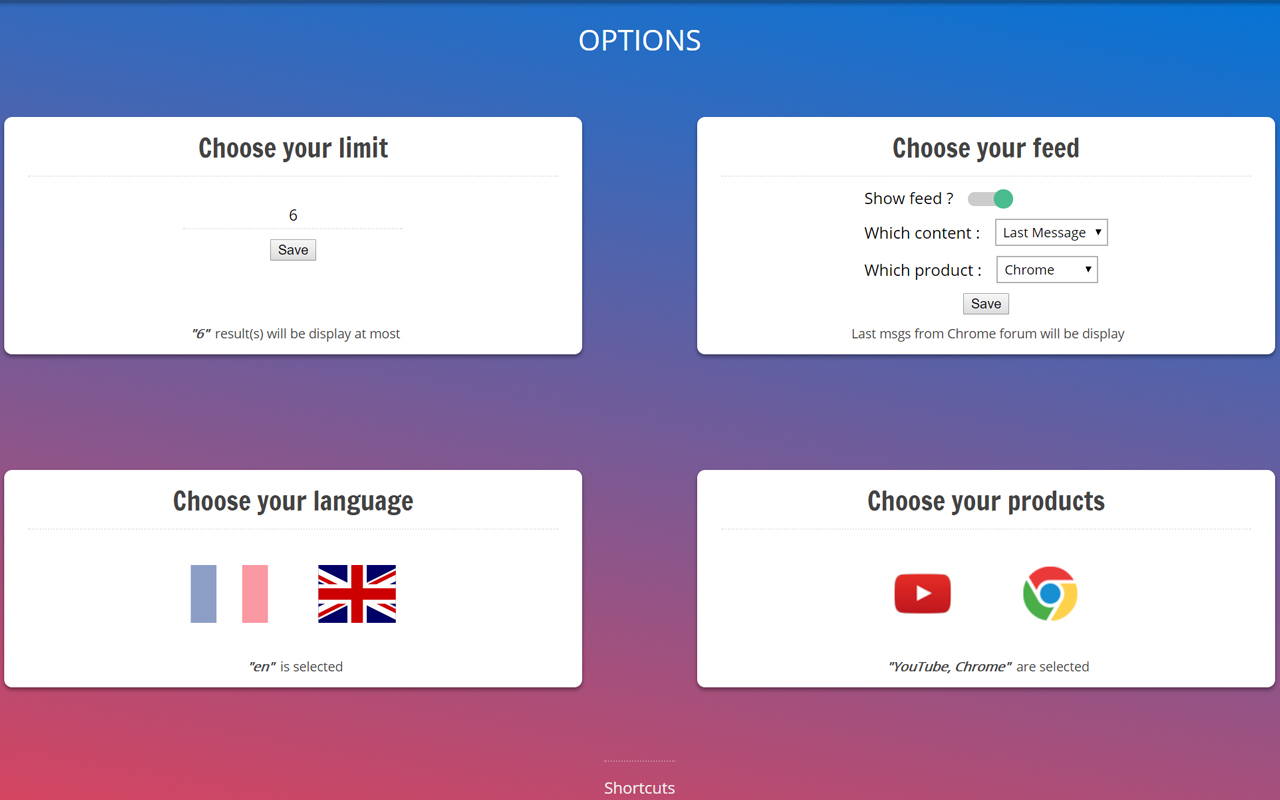 OPTIONS
Choose your limit
6
Save
"6" result(s) will be display at most
Choose your feed
Show feed ?
Which content : Last Message
Which product : Chrome
Save
Last msgs from Chrome forum will be display
Choose your language
"en" is selected
Choose your products
"YouTube, Chrome" are selected
Shortcuts